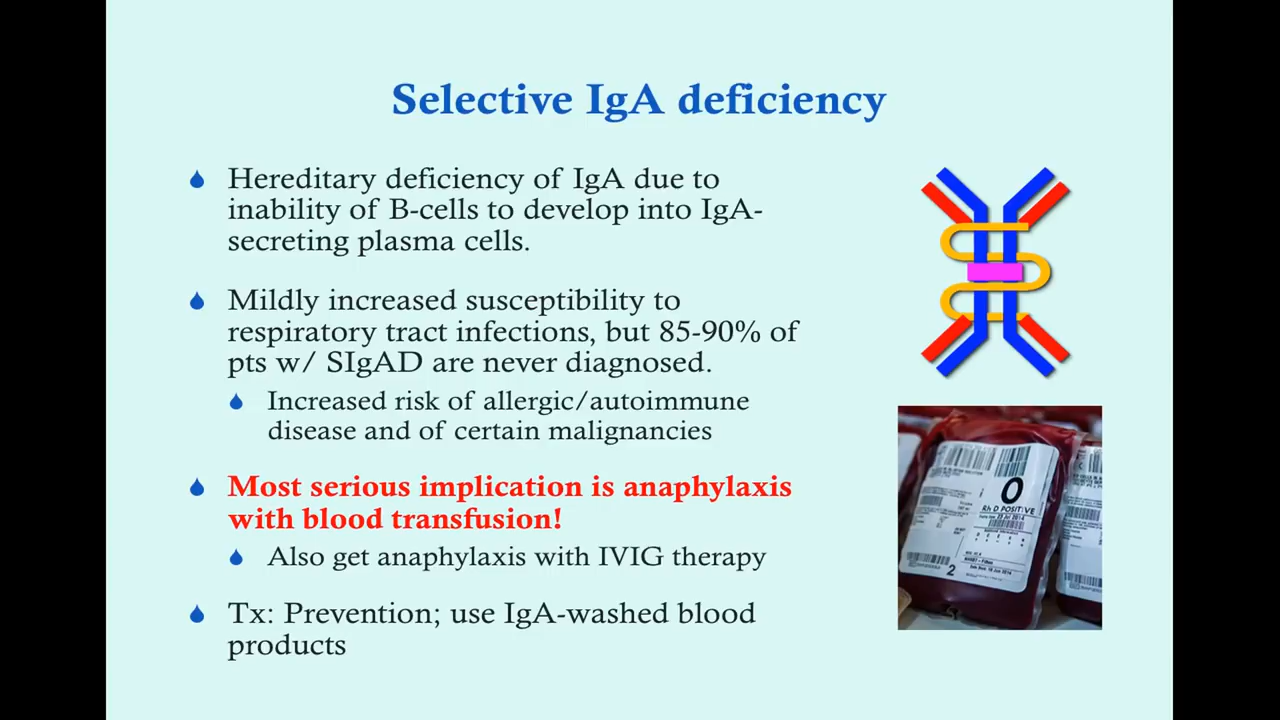 Selective IgA deficiency
Hereditary deficiency of IgA due to
inability of B-cells to develop into IgA-
secreting plasma cells.
Mildly increased susceptibility to
respiratory tract infections, but 85-90% of
pts w/ SIgAD are never diagnosed.
Increased risk of allergic/autoimmune
disease and of certain malignancies
Most serious implication is anaphylaxis
with blood transfusion!
Also get anaphylaxis with IVIG therapy
Tx: Prevention; use IgA-washed blood
products
O
Rh D POSITIVE
2